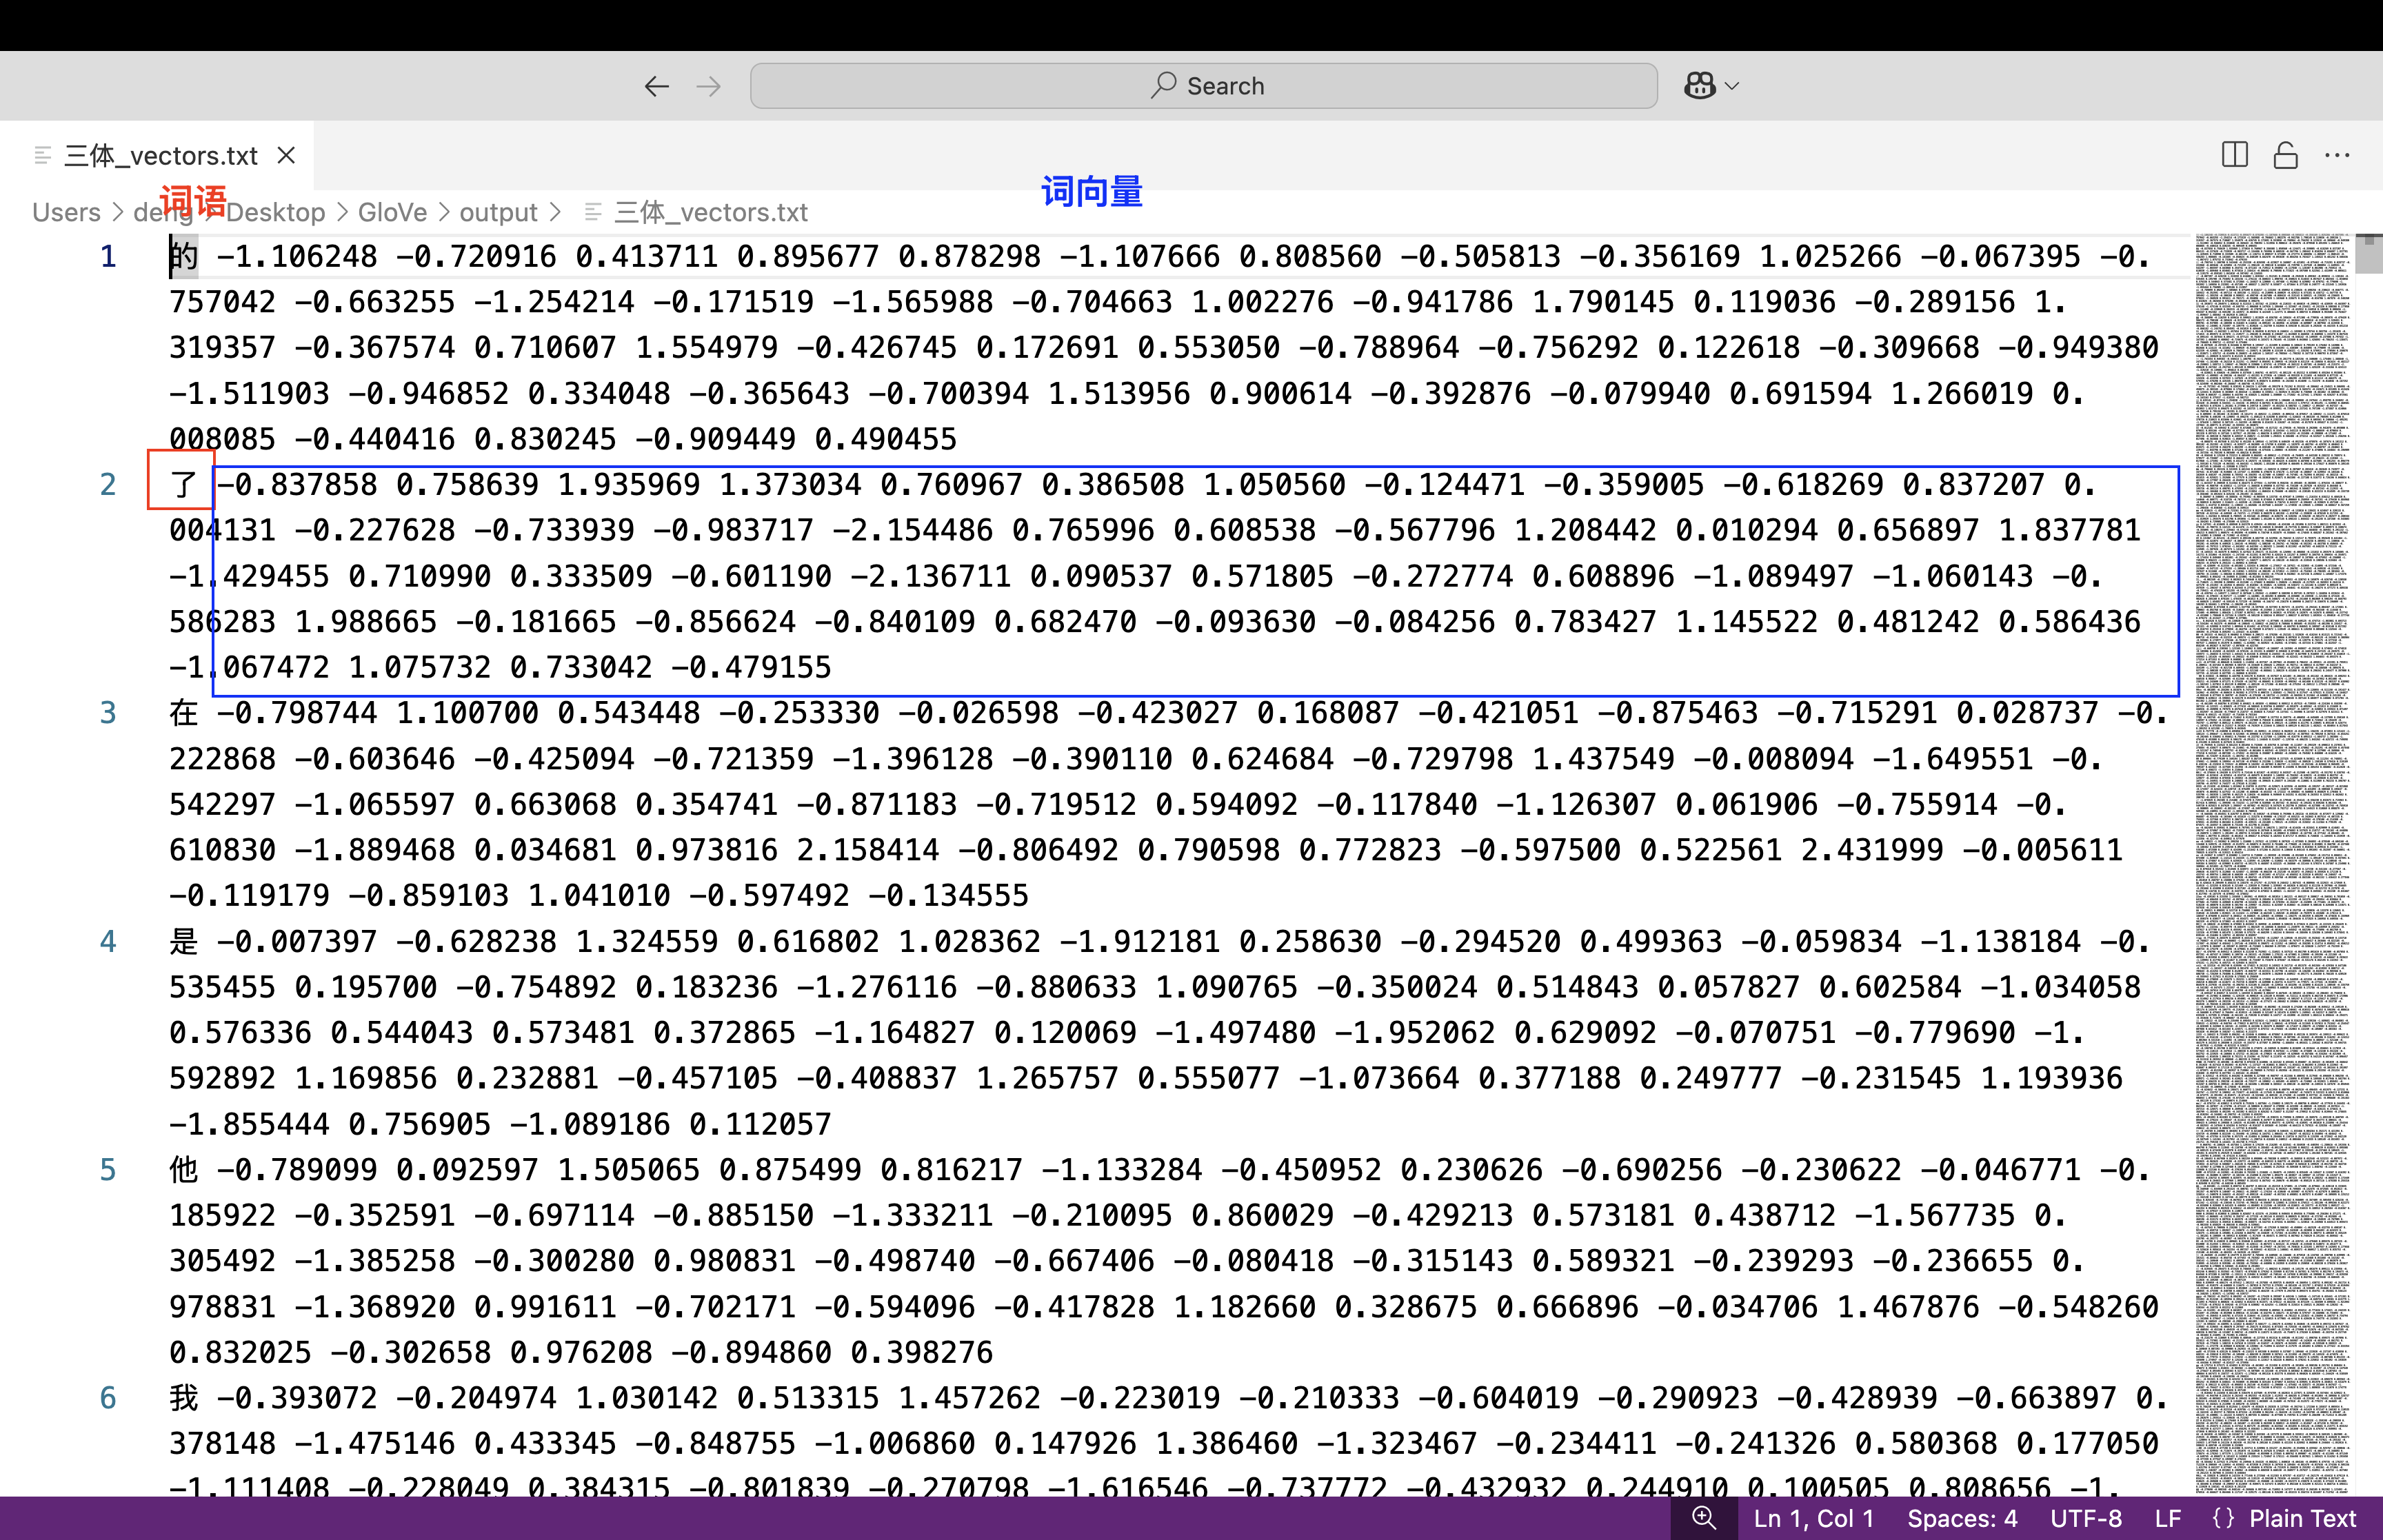 Search
三体_vectors.txt
词语
词向量
Users > deng > Desktop > GloVe > output > 三体_vectors.txt
1 的 -1.106248 -0.720916 0.413711 0.895677 0.878298 -1.107666 0.808560 -0.505813 -0.356169 1.025266 -0.067395 -0.
757042 -0.663255 -1.254214 -0.171519 -1.565988 -0.704663 1.002276 -0.941786 1.790145 0.119036 -0.289156 1.
319357 -0.367574 0.710607 1.554979 -0.426745 0.172691 0.553050 -0.788964 -0.756292 0.122618 -0.309668 -0.949380
-1.511903 -0.946852 0.334048 -0.365643 -0.700394 1.513956 0.900614 -0.392876 -0.079940 0.691594 1.266019 0.
008085 -0.440416 0.830245 -0.909449 0.490455
2 了 -0.837858 0.758639 1.935969 1.373034 0.760967 0.386508 1.050560 -0.124471 -0.359005 -0.618269 0.837207 0.
004131 -0.227628 -0.733939 -0.983717 -2.154486 0.765996 0.608538 -0.567796 1.208442 0.010294 0.656897 1.837781
-1.429455 0.710990 0.333509 -0.601190 -2.136711 0.090537 0.571805 -0.272774 0.608896 -1.089497 -1.060143 -0.
586283 1.988665 -0.181665 -0.856624 -0.840109 0.682470 -0.093630 -0.084256 0.783427 1.145522 0.481242 0.586436
-1.067472 1.075732 0.733042 -0.479155
3 在 -0.798744 1.100700 0.543448 -0.253330 -0.026598 -0.423027 0.168087 -0.421051 -0.875463 -0.715291 0.028737 -0.
222868 -0.603646 -0.425094 -0.721359 -1.396128 -0.390110 0.624684 -0.729798 1.437549 -0.008094 -1.649551 -0.
542297 -1.065597 0.663068 0.354741 -0.871183 -0.719512 0.594092 -0.117840 -1.126307 0.061906 -0.755914 -0.
610830 -1.889468 0.034681 0.973816 2.158414 -0.806492 0.790598 0.772823 -0.597500 0.522561 2.431999 -0.005611
-0.119179 -0.859103 1.041010 -0.597492 -0.134555
4 是 -0.007397 -0.628238 1.324559 0.616802 1.028362 -1.912181 0.258630 -0.294520 0.499363 -0.059834 -1.138184 -0.
535455 0.195700 -0.754892 0.183236 -1.276116 -0.880633 1.090765 -0.350024 0.514843 0.057827 0.602584 -1.034058
0.576336 0.544043 0.573481 0.372865 -1.164827 0.120069 -1.497480 -1.952062 0.629092 -0.070751 -0.779690 -1.
592892 1.169856 0.232881 -0.457105 -0.408837 1.265757 0.555077 -1.073664 0.377188 0.249777 -0.231545 1.193936
-1.855444 0.756905 -1.089186 0.112057
5 他 -0.789099 0.092597 1.505065 0.875499 0.816217 -1.133284 -0.450952 0.230626 -0.690256 -0.230622 -0.046771 -0.
185922 -0.352591 -0.697114 -0.885150 -1.333211 -0.210095 0.860029 -0.429213 0.573181 0.438712 -1.567735 0.
305492 -1.385258 -0.300280 0.980831 -0.498740 -0.667406 -0.080418 -0.315143 0.589321 -0.239293 -0.236655 0.
978831 -1.368920 0.991611 -0.702171 -0.594096 -0.417828 1.182660 0.328675 0.666896 -0.034706 1.467876 -0.548260
0.832025 -0.302658 0.976208 -0.894860 0.398276
6 我 -0.393072 -0.204974 1.030142 0.513315 1.457262 -0.223019 -0.210333 -0.604019 -0.290923 -0.428939 -0.663897 0.
378148 -1.475146 0.433345 -0.848755 -1.006860 0.147926 1.386460 -1.323467 -0.234411 -0.241326 0.580368 0.177050
-1.111408 -0.228049 0.384315 -0.801839 -0.270798 -1.616546 -0.737772 -0.432932 0.244910 0.100505 0.808656 -1.
Ln 1, Col 1 Spaces: 4 UTF-8 LF {} Plain Text